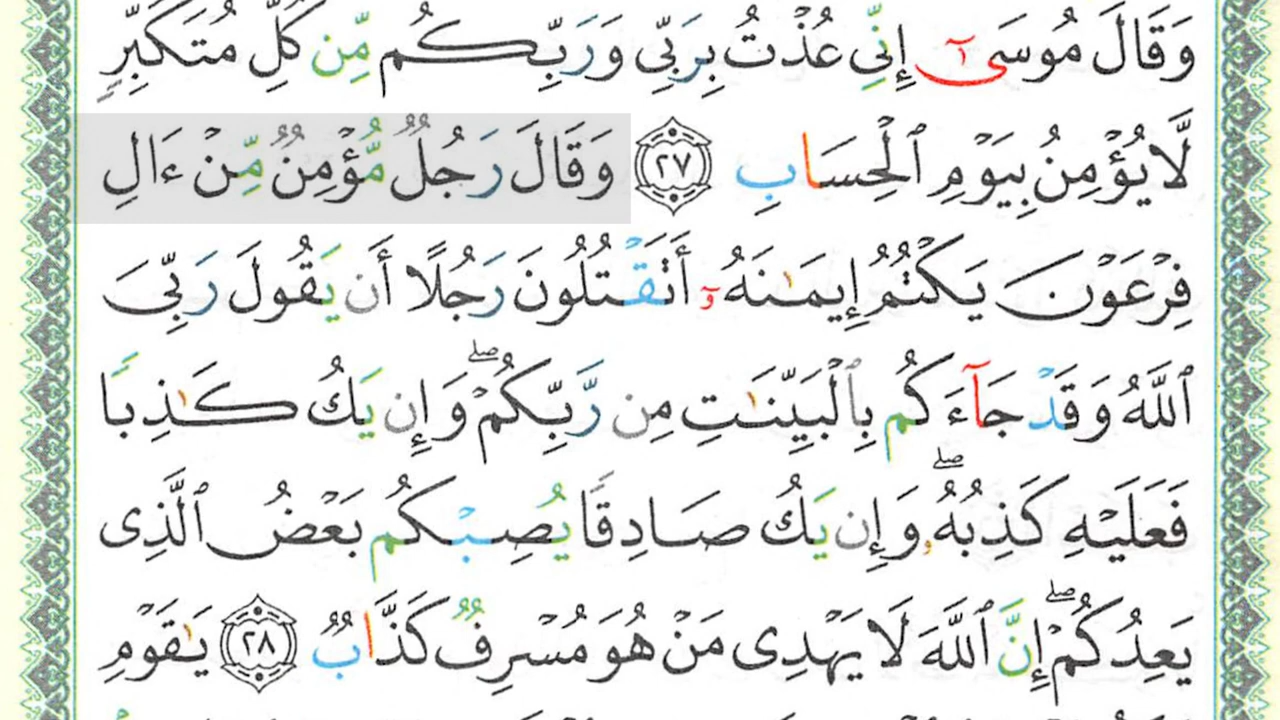 وَقَالَ مُوسَىٰٓ إِنِّي عُذْتُ بِرَبِّي وَرَبِّكُم مِّن كُلِّ مُتَكَبِّرٍ
لَّا يُؤْمِنُ بِيَوْمِ ٱلْحِسَابِ ٢٧ وَقَالَ رَجُلٌ مُّؤْمِنٌ مِّنْ ءَالِ
فِرْعَوْنَ يَكْتُمُ إِيمَٰنَهُۥٓ أَتَقْتُلُونَ رَجُلًا أَن يَقُولَ رَبِّيَ
ٱللَّهُ وَقَدْ جَآءَكُم بِٱلْبَيِّنَٰتِ مِن رَّبِّكُمْ ۖ وَإِن يَكُ كَٰذِبًا
فَعَلَيْهِ كَذِبُهُۥ ۖ وَإِن يَكُ صَادِقًا يُصِبْكُم بَعْضُ ٱلَّذِى
يَعِدُكُمْ ۖ إِنَّ ٱللَّهَ لَا يَهْدِى مَنْ هُوَ مُسْرِفٌ كَذَّابٌ ٢٨ يَٰقَوْمِ